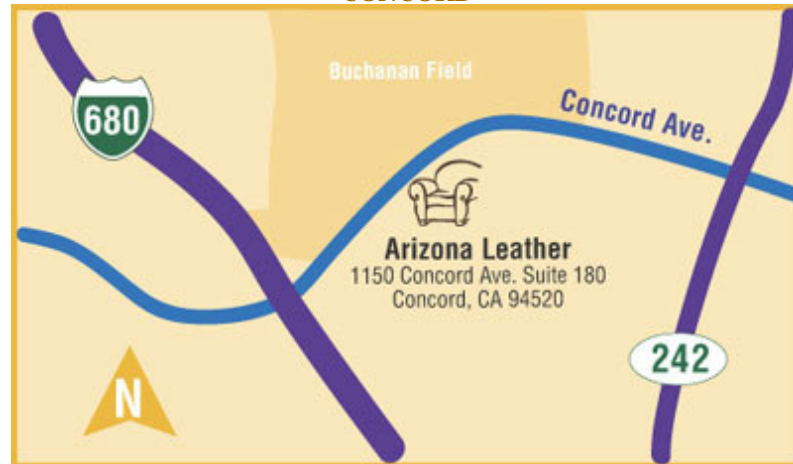 Buchanan Field
680
Concord Ave.
Arizona Leather
1150 Concord Ave. Suite 180
Concord, CA 94520
242
N